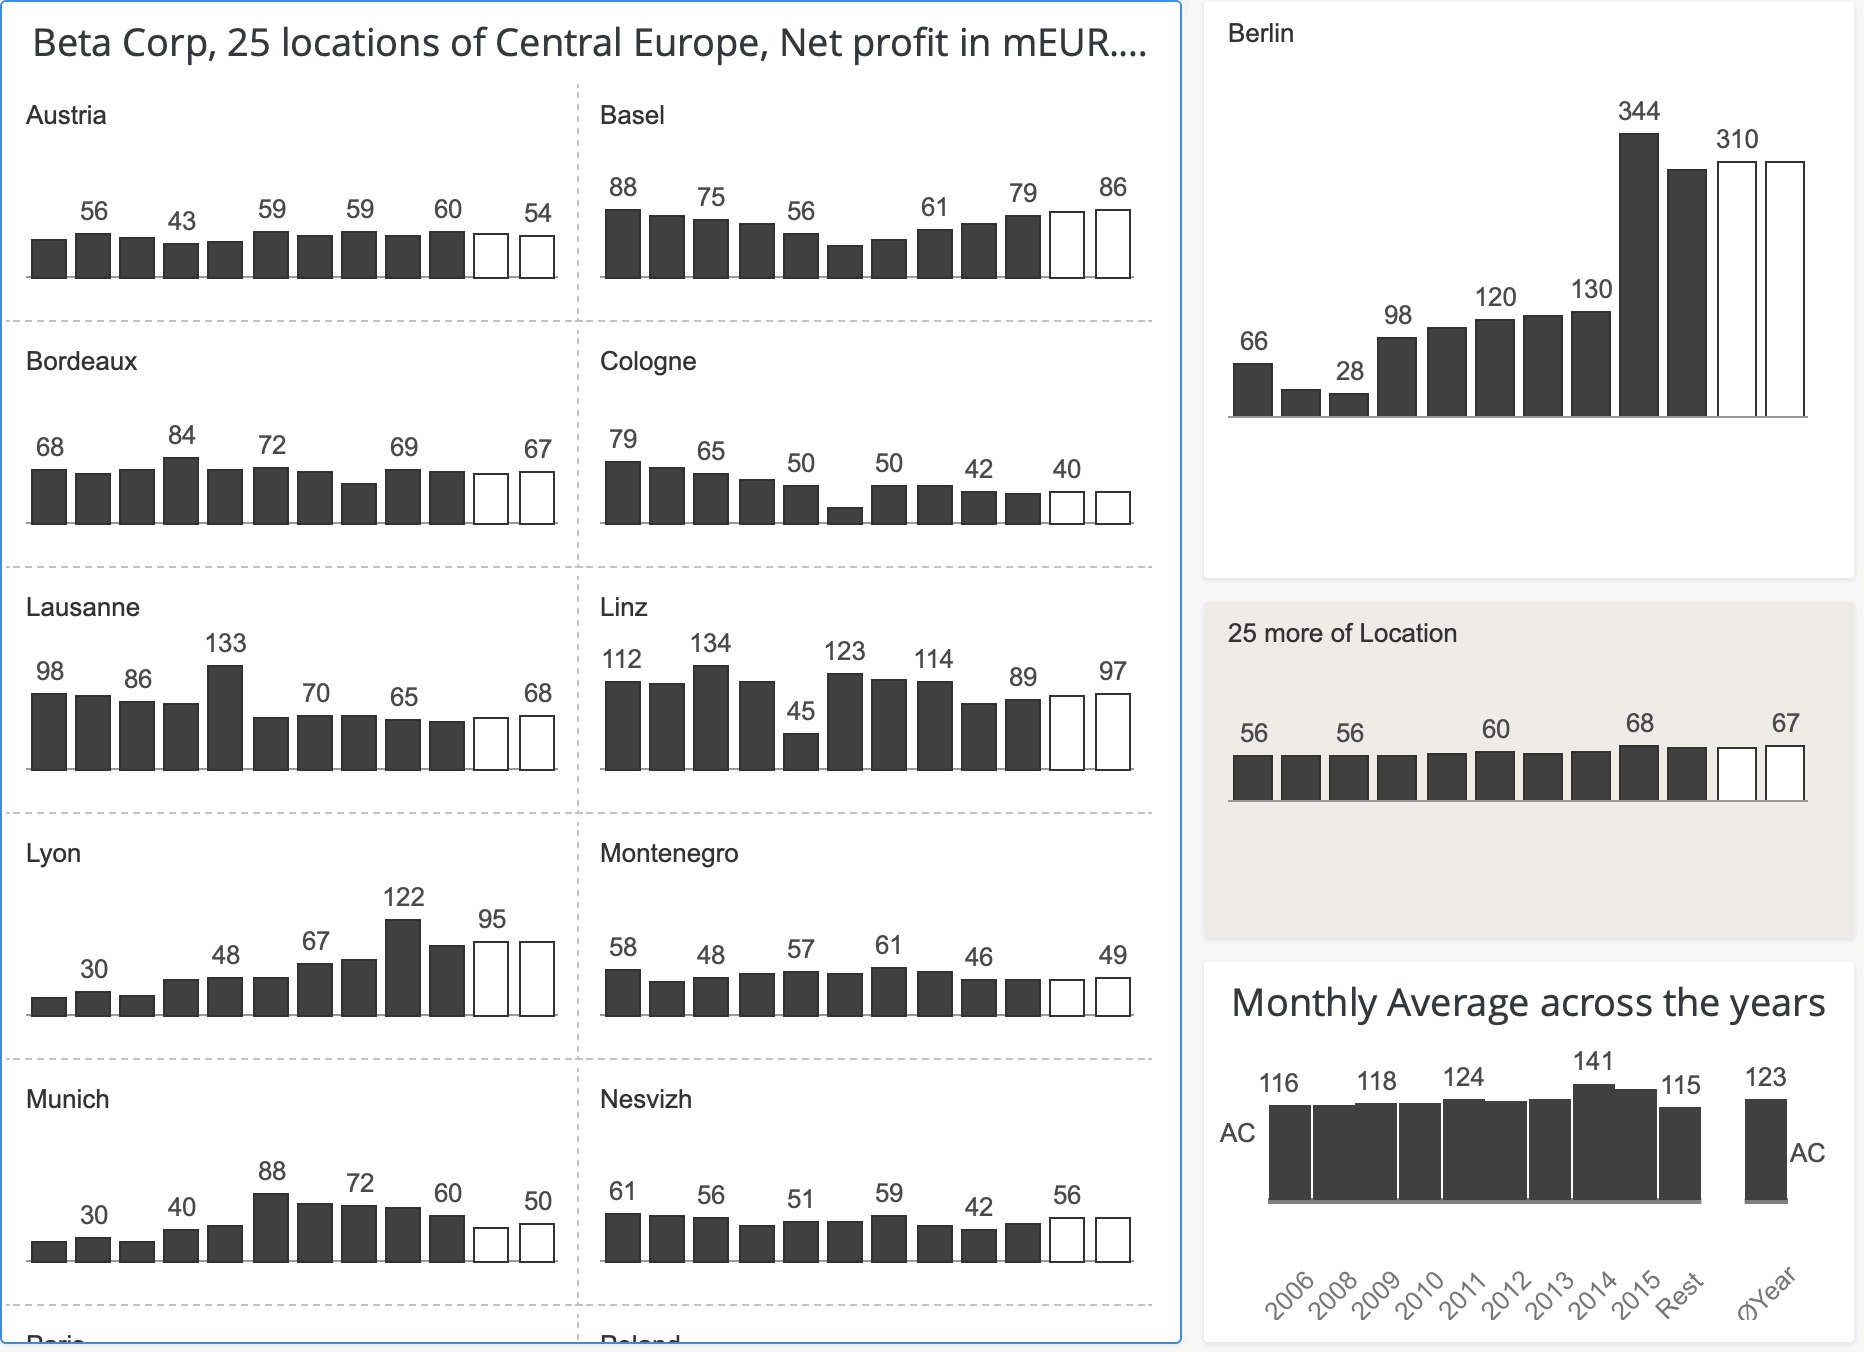 Beta Corp, 25 locations of Central Europe, Net profit in mEUR....
Austria
56 43 59 59 60 54
Basel
88 75 56 61 79 86
Bordeaux
68 84 72 69 67
Cologne
79 65 50 50 42 40
Lausanne
98 86 133 70 65 68
Linz
112 134 45 123 114 89 97
Lyon
30 48 67 122 95
Montenegro
58 48 57 61 46 49
Munich
30 40 88 72 60 50
Nesvizh
61 56 51 59 42 56
Berlin
66 28 98 120 130 344 310
25 more of Location
56 56 60 68 67
Monthly Average across the years
116 118 124 141 115 123
AC
AC
2006 2008 2009 2010 2011 2012 2013 2014 2015 Rest ØYear